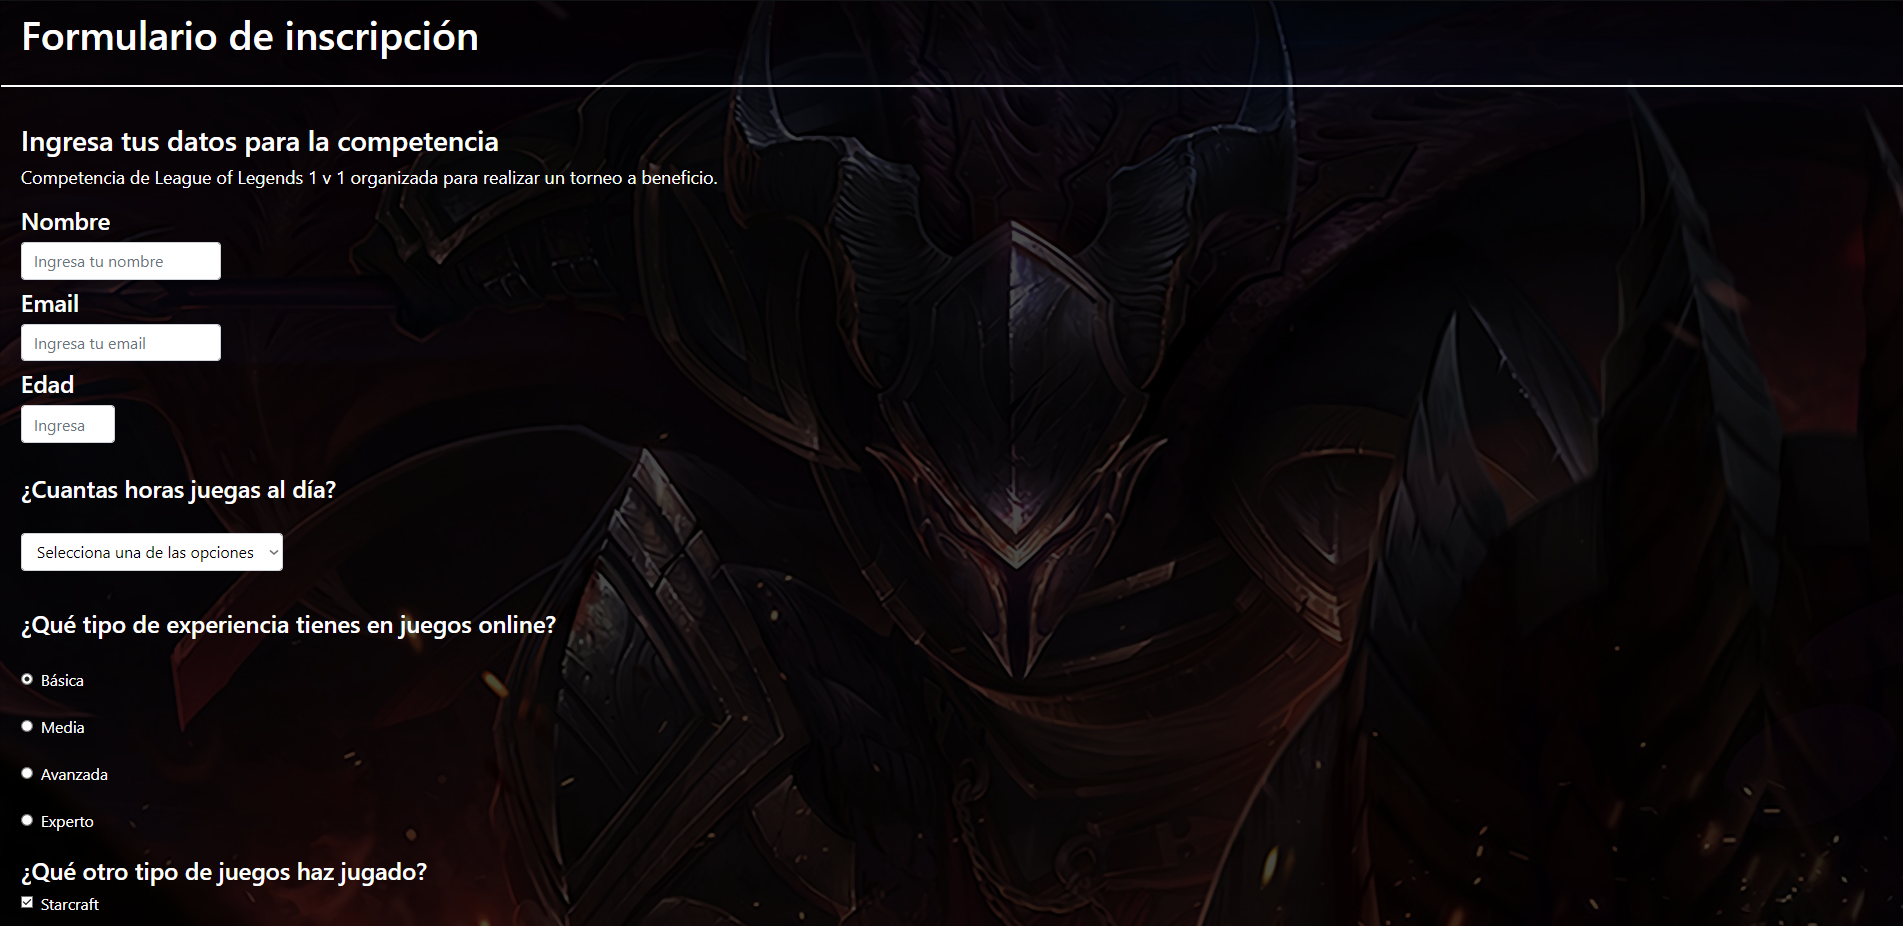 Formulario de inscripción
Ingresa tus datos para la competencia
Competencia de League of Legends 1 v 1 organizada para realizar un torneo a beneficio.
Nombre
Ingresa tu nombre
Email
Ingresa tu email
Edad
Ingresa
¿Cuantas horas juegas al día?
Selecciona una de las opciones
¿Qué tipo de experiencia tienes en juegos online?
Básica
Media
Avanzada
Experto
¿Qué otro tipo de juegos haz jugado?
Starcraft